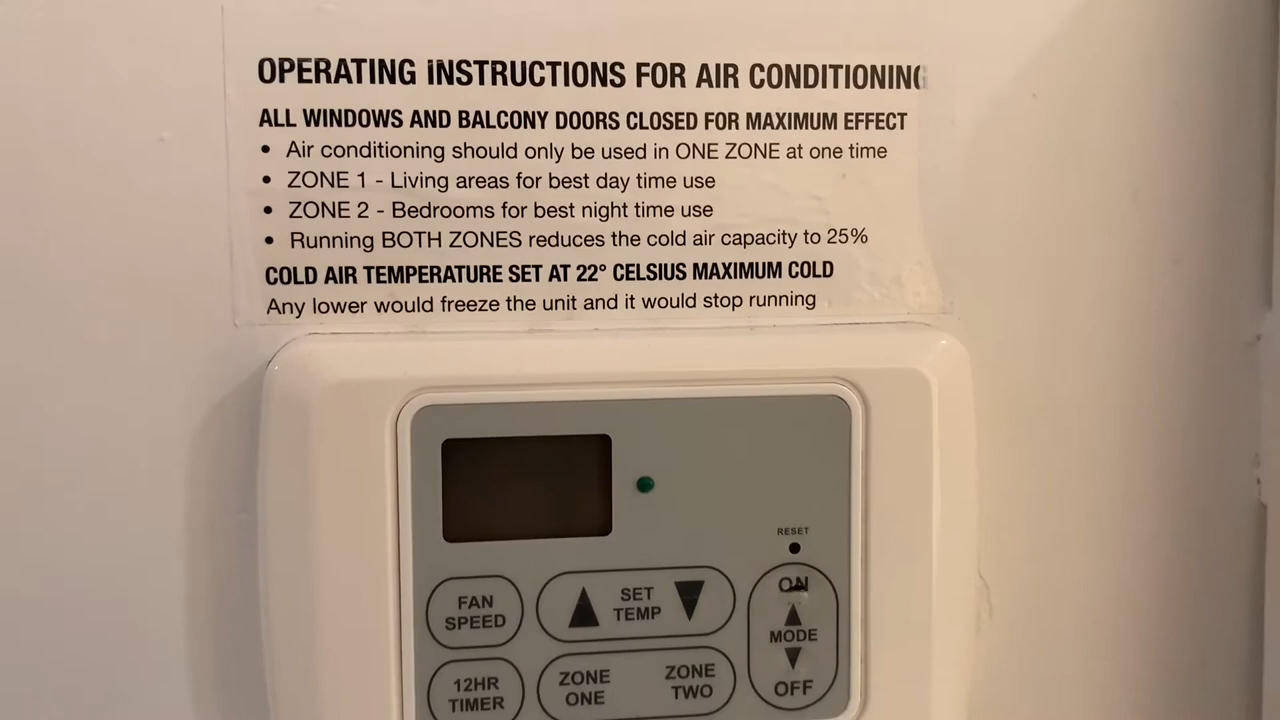 OPERATING INSTRUCTIONS FOR AIR CONDITIONING
ALL WINDOWS AND BALCONY DOORS CLOSED FOR MAXIMUM EFFECT
• Air conditioning should only be used in ONE ZONE at one time
• ZONE 1 - Living areas for best day time use
• ZONE 2 - Bedrooms for best night time use
• Running BOTH ZONES reduces the cold air capacity to 25%
COLD AIR TEMPERATURE SET AT 22° CELSIUS MAXIMUM COLD
Any lower would freeze the unit and it would stop running
RESET
ON
FAN
SPEED
SET
TEMP
MODE
OFF
12HR
TIMER
ZONE
ONE
ZONE
TWO